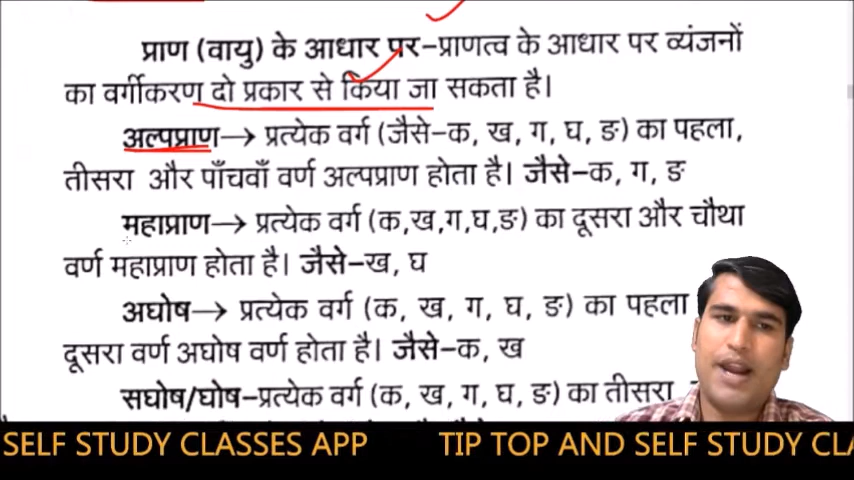 प्राण (वायु) के आधार पर–प्राणत्व के आधार पर व्यंजनों
का वर्गीकरण दो प्रकार से किया जा सकता है।
अल्पप्राण→ प्रत्येक वर्ग (जैसे–क, ख, ग, घ, ङ) का पहला,
तीसरा और पाँचवाँ वर्ण अल्पप्राण होता है। जैसे–क, ग, ङ
महाप्राण→ प्रत्येक वर्ग (क,ख,ग,घ,ङ) का दूसरा और चौथा
वर्ण महाप्राण होता है। जैसे–ख, घ
अघोष→ प्रत्येक वर्ग (क, ख, ग, घ, ङ) का पहला
दूसरा वर्ण अघोष वर्ण होता है। जैसे–क, ख
सघोष/घोष–प्रत्येक वर्ग (क, ख, ग, घ, ङ) का तीसरा
SELF STUDY CLASSES APP TIP TOP AND SELF STUDY CLA